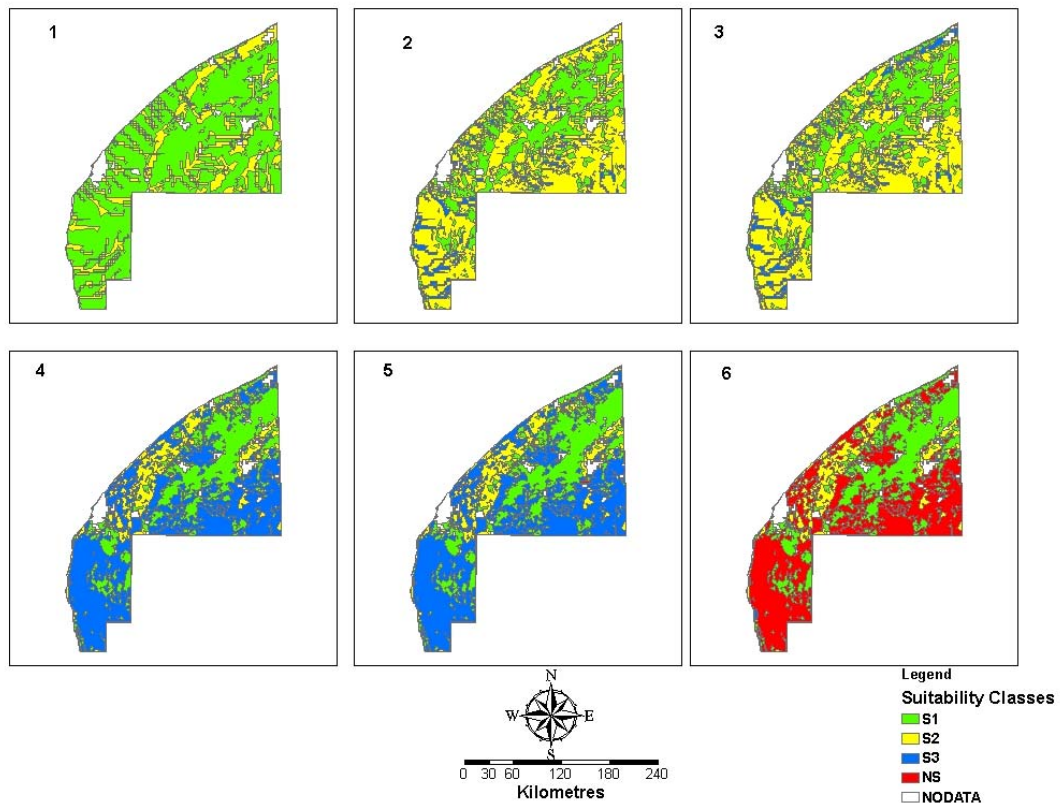 1
2
3
4
5
6
N
W E
S
0 30 60 120 180 240
Kilometres
Legend
Suitability Classes
S1
S2
S3
NS
NODATA